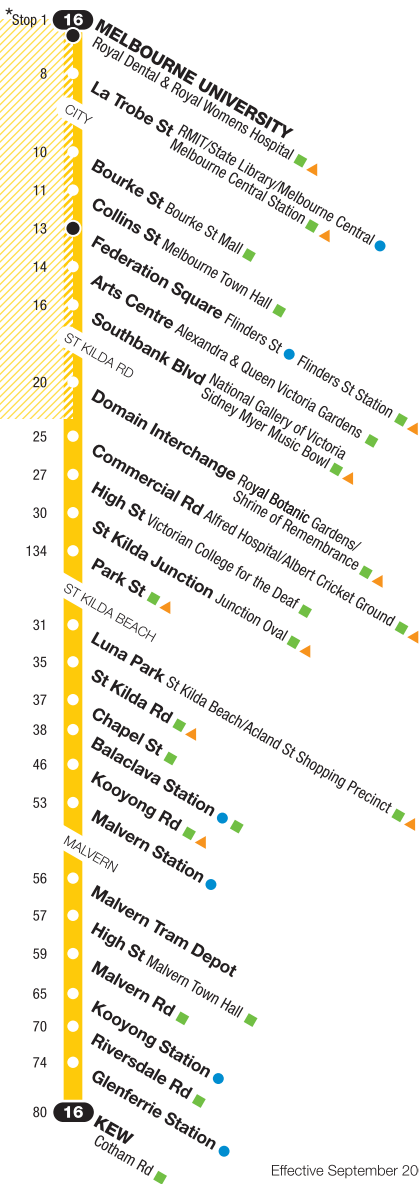 *Stop 1 16 MELBOURNE UNIVERSITY
Royal Dental & Royal Womens Hospital
8 La Trobe St RMIT/State Library/Melbourne Central
Melbourne Central Station
CITY
10 Bourke St Bourke St Mall
11 Collins St Melbourne Town Hall
13 Federation Square Flinders St Flinders St Station
14 Arts Centre Alexandra & Queen Victoria Gardens
16 Southbank Blvd National Gallery of Victoria
Sidney Myer Music Bowl
ST KILDA RD
20 Domain Interchange Royal Botanic Gardens/
Shrine of Remembrance
25 Commercial Rd Alfred Hospital/Albert Cricket Ground
27 High St Victorian College for the Deaf
30 St Kilda Junction Junction Oval
134 Park St
ST KILDA BEACH
31 Luna Park St Kilda Beach/Acland St Shopping Precinct
35 St Kilda Rd
37 Chapel St
38 Balaclava Station
46 Kooyong Rd
53 Malvern Station
MALVERN
56 Malvern Tram Depot
57 High St Malvern Town Hall
59 Malvern Rd
65 Kooyong Station
70 Riversdale Rd
74 Glenferrie Station
80 16 KEW
Cotham Rd
Effective September 20